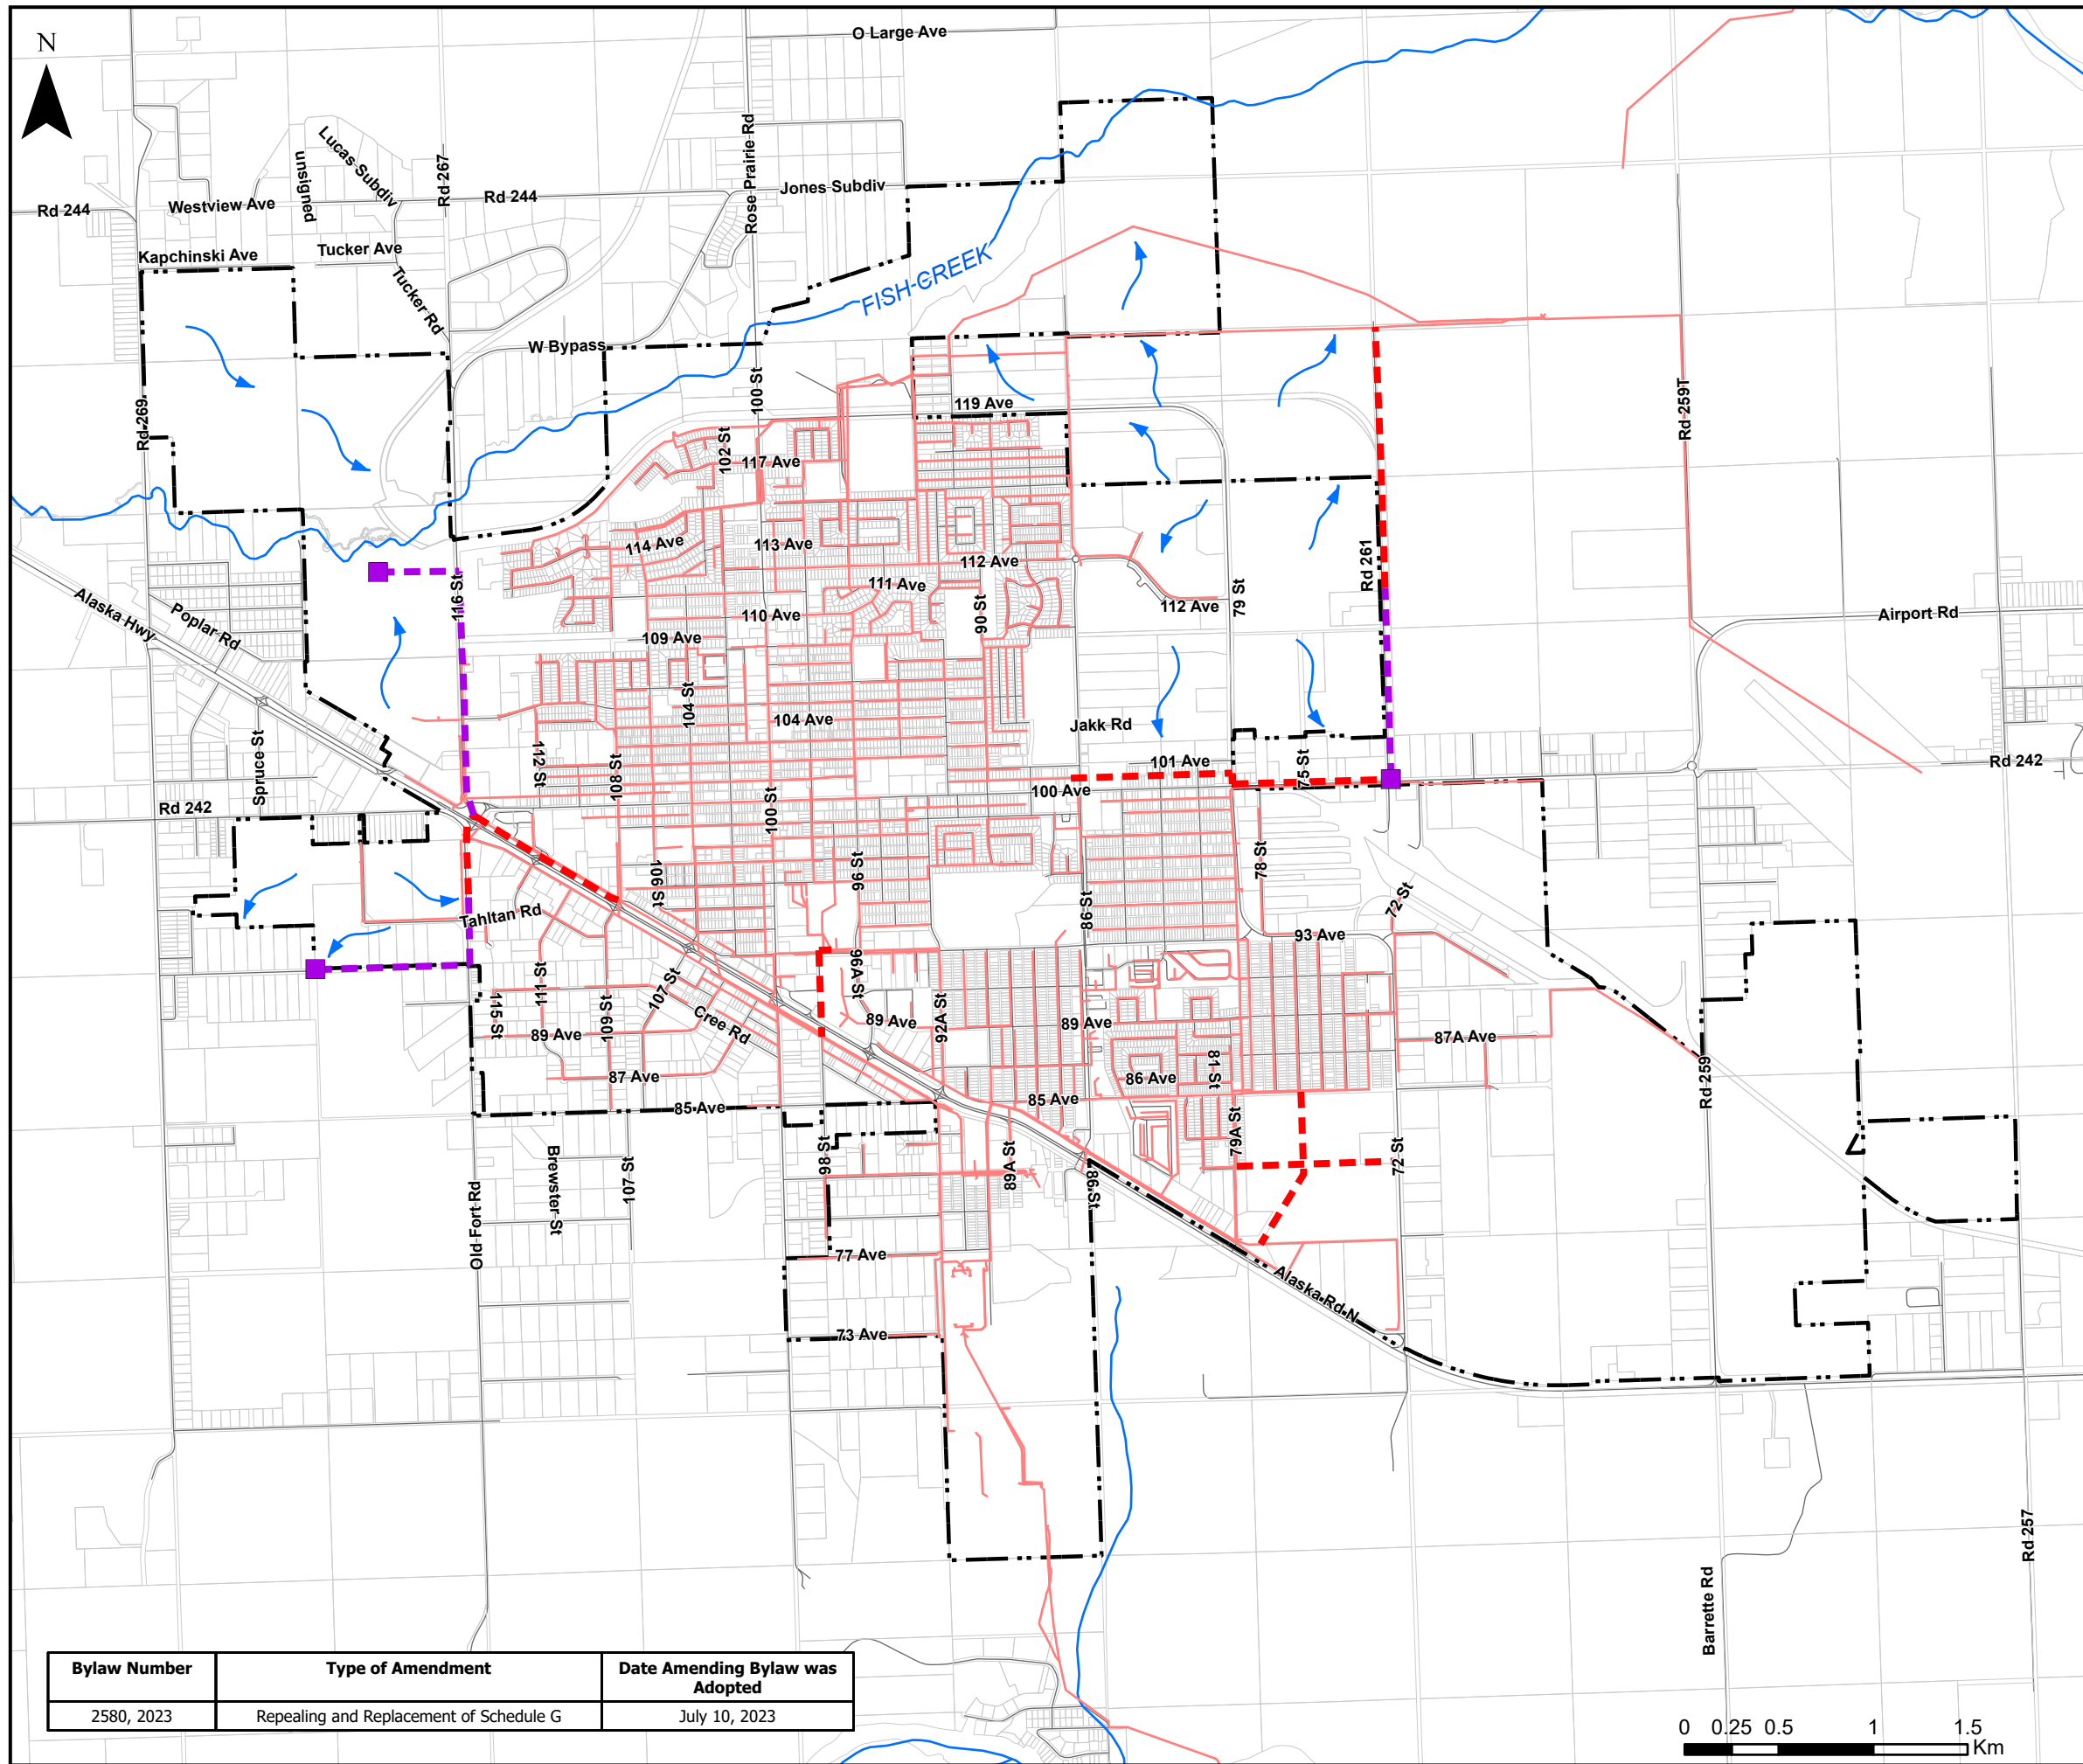 N
O Large Ave
Lucas Subdiv
unsigned
Rd 267
Rose Prairie Rd
Rd 244
Westview Ave
Rd 244
Jones Subdiv
Kapchinski Ave
Tucker Ave
Tucker Rd
FISH CREEK
W Bypass
100 St
119 Ave
Rd 269
Rd 259T
102 St
117 Ave
114 Ave
113 Ave
112 Ave
Rd 261
111 Ave
116 St
79 St
112 Ave
Alaska Hwy
Poplar Rd
110 Ave
90 St
Airport Rd
109 Ave
104 St
104 Ave
Jakk Rd
Spruce St
112 St
108 St
101 Ave
75 St
Rd 242
100 Ave
Rd 242
100 St
106 St
96 St
78 St
86 St
72 St
Tahltan Rd
93 Ave
96A St
115 St
111 St
109 St
107 St
Cree Rd
92A St
89 Ave
89 Ave
89 Ave
87A Ave
87 Ave
86 Ave
81 St
Rd 259
85 Ave
85 Ave
79A St
98 St
89A St
86 St
72 St
Old Fort Rd
Brewster St
107 St
77 Ave
Alaska Rd N
73 Ave
Rd 257
Barrette Rd
Bylaw Number
Type of Amendment
Date Amending Bylaw was
Adopted
2580, 2023
Repealing and Replacement of Schedule G
July 10, 2023
0 0.25 0.5 1 1.5
Km